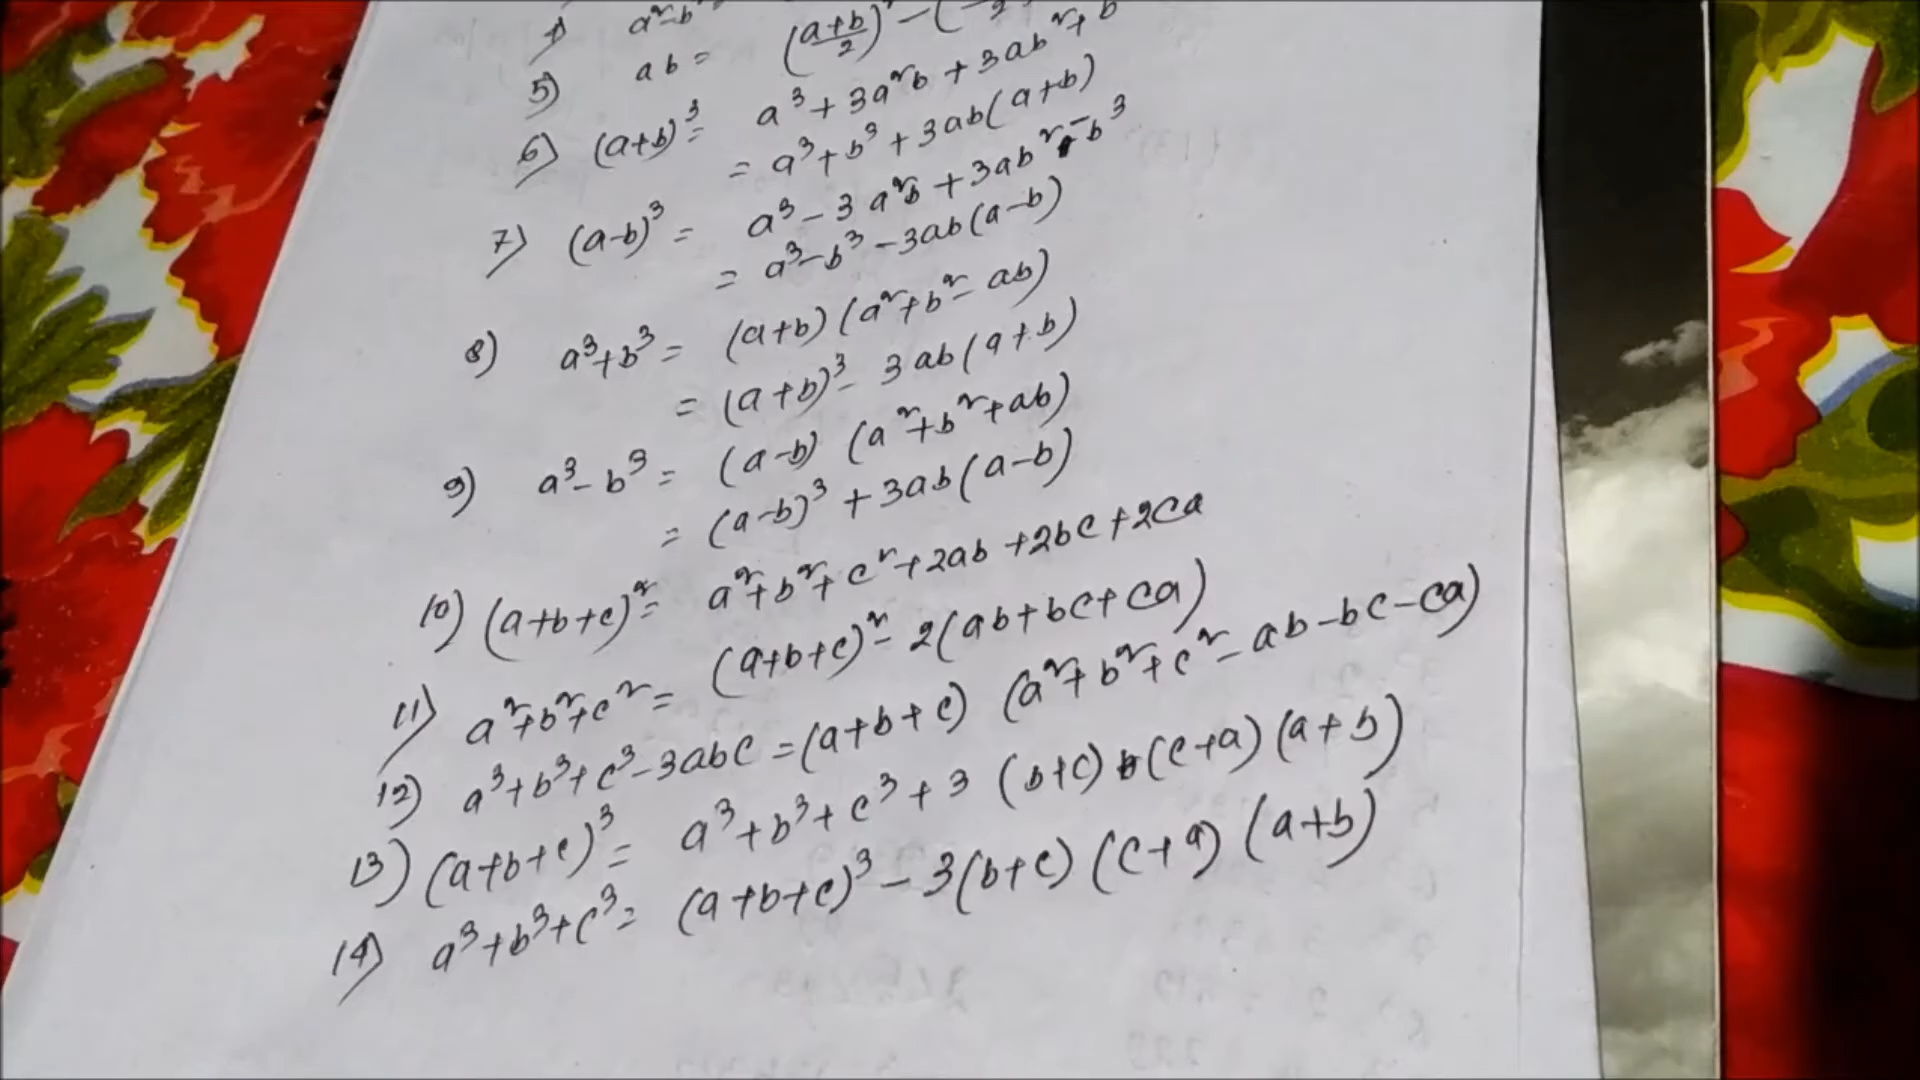 4) a²-b²
5) ab = (a+b/2)² - (
6) (a+b)³ = a³ + 3a²b + 3ab² + b
= a³ + b³ + 3ab(a+b)
7) (a-b)³ = a³ - 3a²b + 3ab² - b³
= a³ - b³ - 3ab(a-b)
8) a³+b³ = (a+b) (a²+b²-ab)
= (a+b)³ - 3ab(a+b)
9) a³-b³ = (a-b) (a²+b²+ab)
= (a-b)³ + 3ab(a-b)
10) (a+b+c)² = a²+b²+c²+2ab+2bc+2ca
11) a²+b²+c² = (a+b+c)² - 2(ab+bc+ca)
12) a³+b³+c³-3abc = (a+b+c) (a²+b²+c²-ab-bc-ca)
13) (a+b+c)³ = a³+b³+c³+3 (b+c) (c+a) (a+b)
14) a³+b³+c³ = (a+b+c)³ - 3(b+c) (c+a) (a+b)